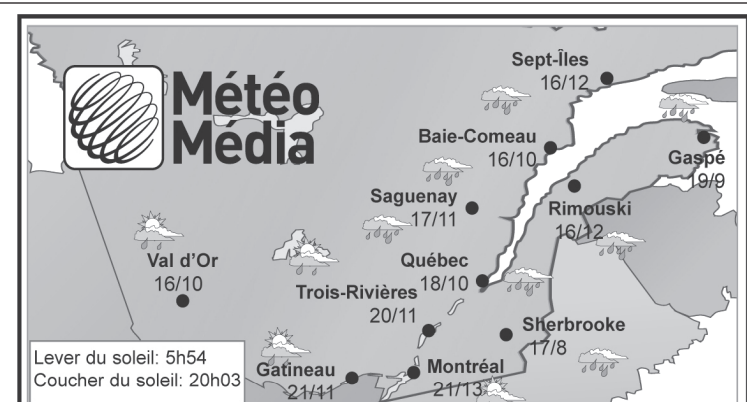 Météo
Média
Sept-Îles
16/12
Baie-Comeau
16/10
Gaspé
19/9
Saguenay
17/11
Rimouski
16/12
Val d'Or
16/10
Québec
18/10
Trois-Rivières
20/11
Sherbrooke
17/8
Lever du soleil: 5h54
Coucher du soleil: 20h03
Gatineau
21/11
Montréal
21/13